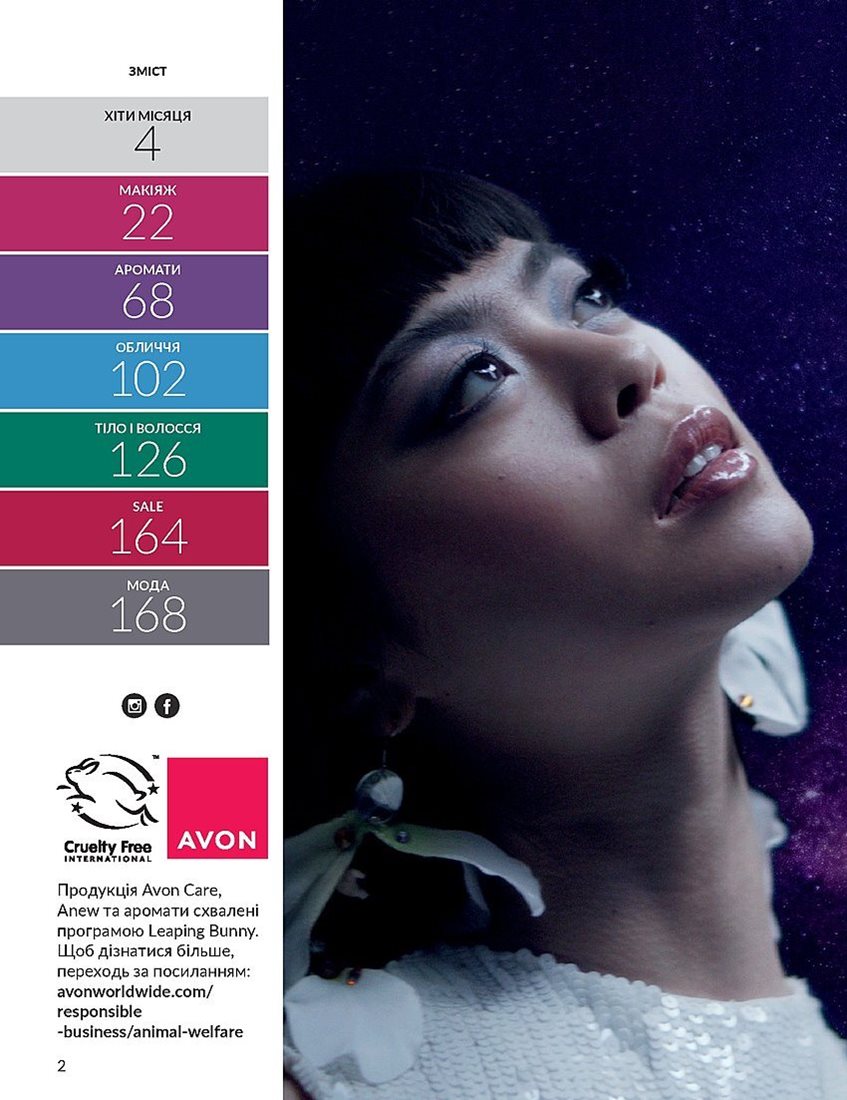 ЗМІСТ
ХІТИ МІСЯЦЯ
4
МАКІЯЖ
22
АРОМАТИ
68
ОБЛИЧЧЯ
102
ТІЛО І ВОЛОССЯ
126
SALE
164
МОДА
168
Cruelty Free
INTERNATIONAL
TM
AVON
Продукція Avon Care,
Anew та аромати схвалені
програмою Leaping Bunny.
Щоб дізнатися більше,
переходь за посиланням:
avonworldwide.com/
responsible
-business/animal-welfare
2